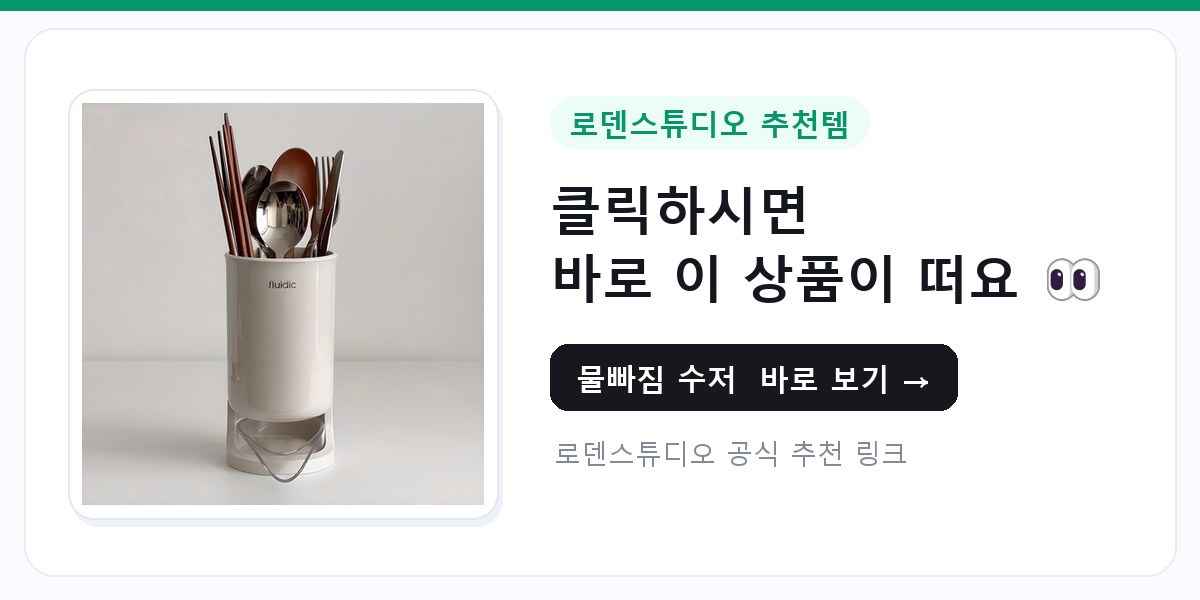 로덴스튜디오 추천템
클릭하시면
바로 이 상품이 떠요 👀
fluidic
물빠짐 수저 바로 보기 →
로덴스튜디오 공식 추천 링크